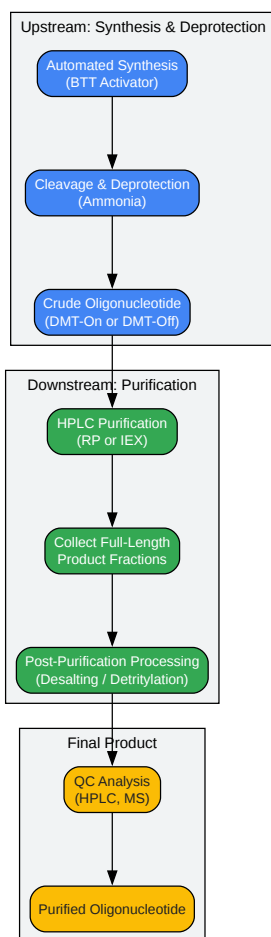 Upstream: Synthesis & Deprotection
Automated Synthesis
(BTT Activator)
Cleavage & Deprotection
(Ammonia)
Crude Oligonucleotide
(DMT-On or DMT-Off)
Downstream: Purification
HPLC Purification
(RP or IEX)
Collect Full-Length
Product Fractions
Post-Purification Processing
(Desalting / Detritylation)
Final Product
QC Analysis
(HPLC, MS)
Purified Oligonucleotide